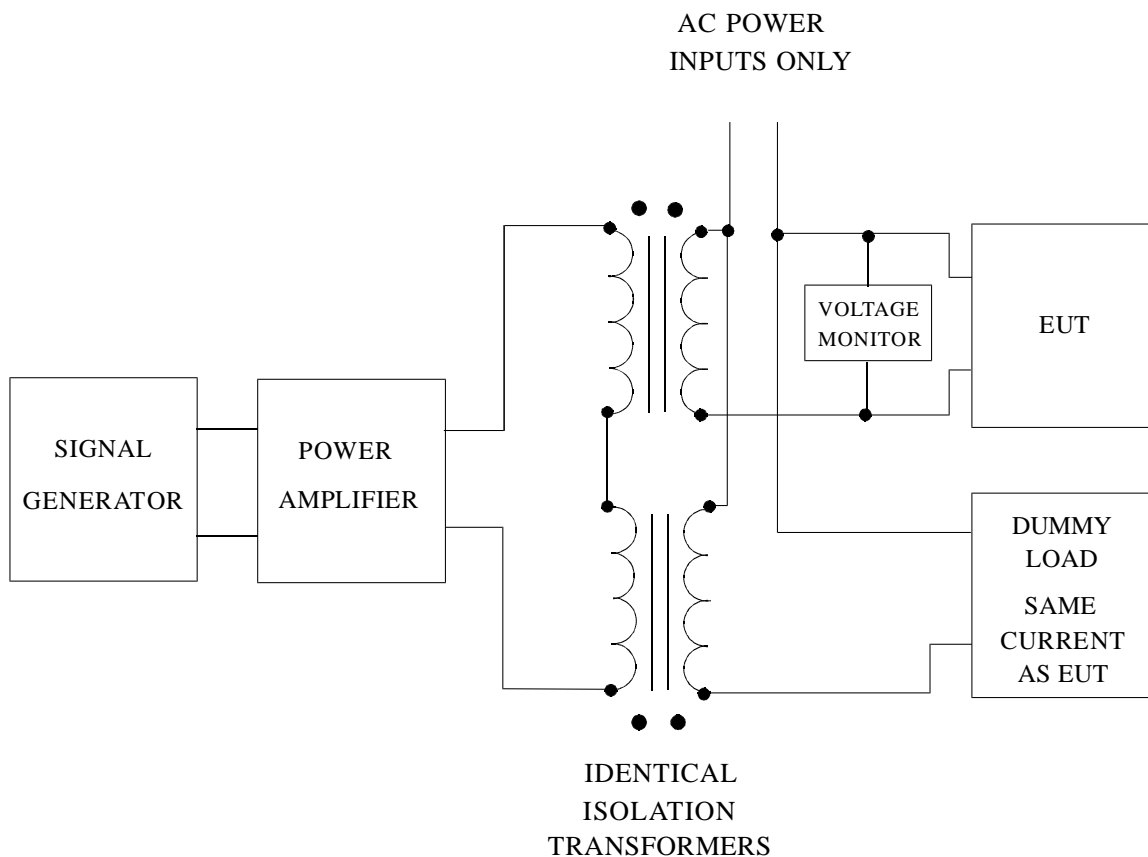 AC POWER
INPUTS ONLY
VOLTAGE
MONITOR
EUT
SIGNAL
GENERATOR
POWER
AMPLIFIER
DUMMY
LOAD
SAME
CURRENT
AS EUT
IDENTICAL
ISOLATION
TRANSFORMERS